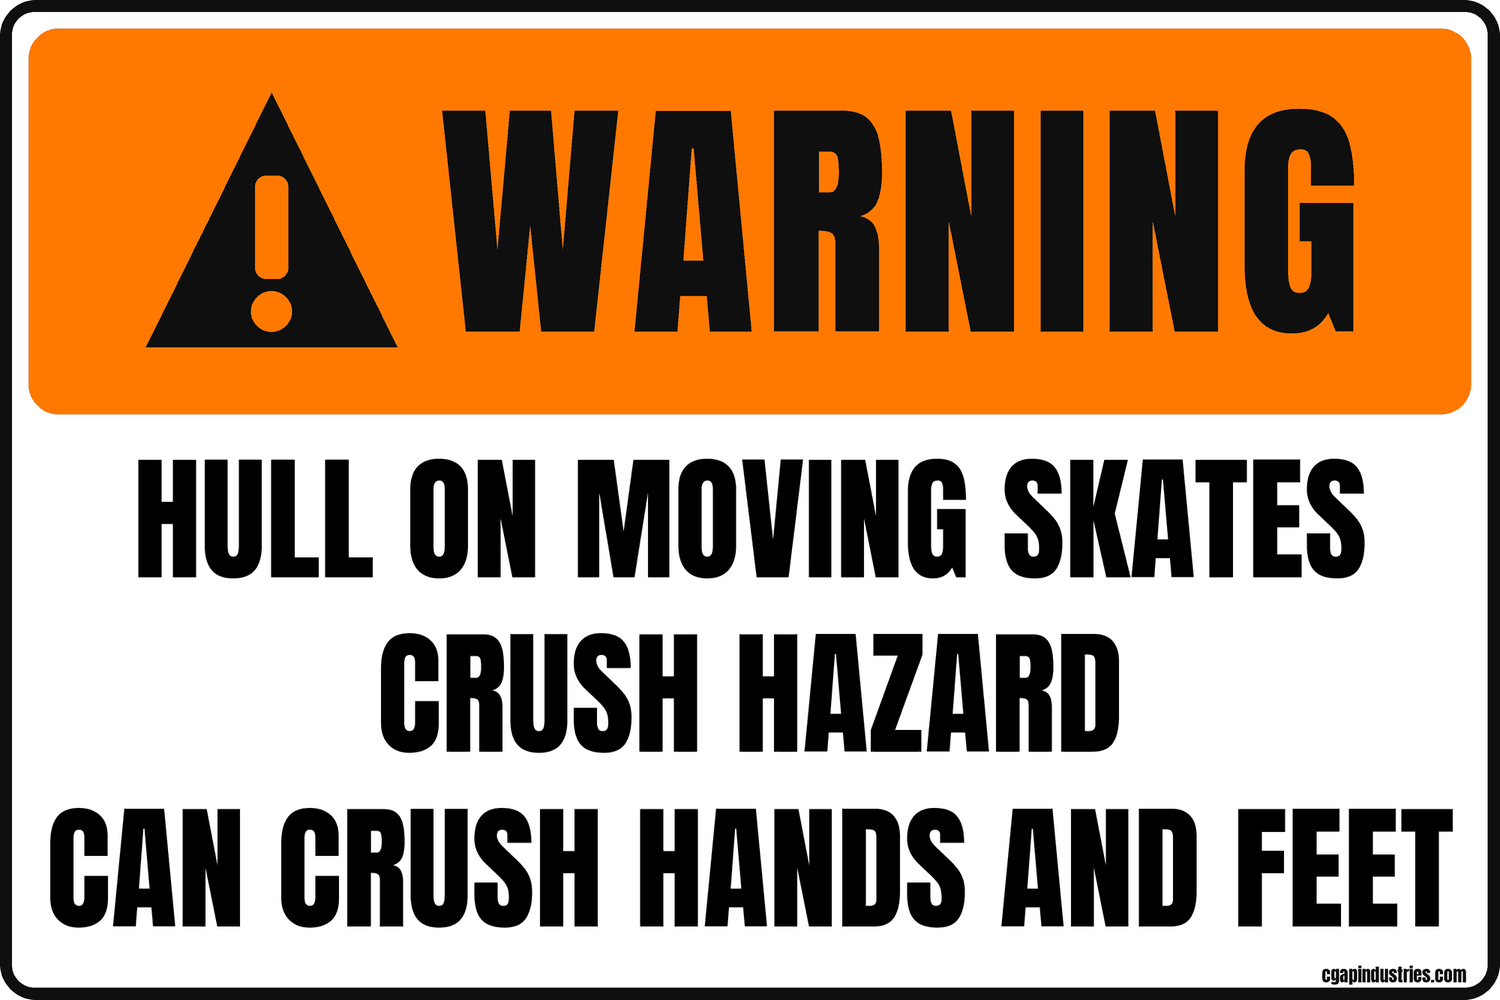 WARNING
HULL ON MOVING SKATES
CRUSH HAZARD
CAN CRUSH HANDS AND FEET
cgapindustries.com